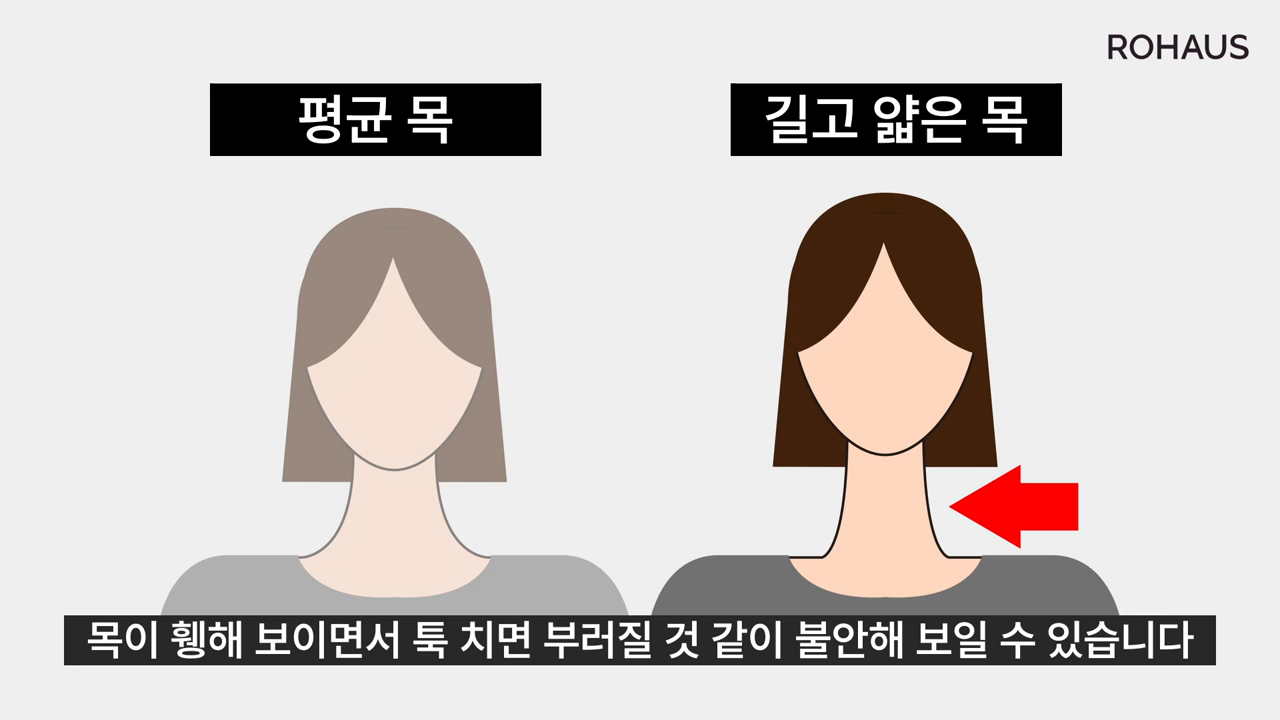 ROHAUS
평균 목
길고 얇은 목
목이 휑해 보이면서 툭 치면 부러질 것 같이 불안해 보일 수 있습니다